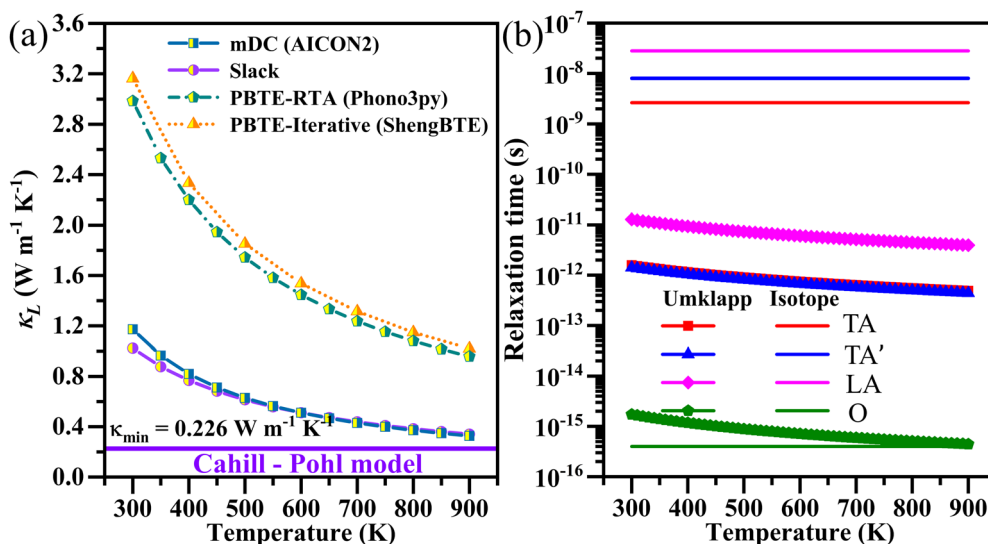 (a)
3.6
3.2
2.8
2.4
2.0
1.6
1.2
0.8
0.4
0.0
κL (W m-1 K-1)
mDC (AICON2)
Slack
PBTE-RTA (Phono3py)
PBTE-Iterative (ShengBTE)
κmin = 0.226 W m-1 K-1
Cahill - Pohl model
300 400 500 600 700 800 900
Temperature (K)
(b)
10-7
10-8
10-9
10-10
10-11
10-12
10-13
10-14
10-15
10-16
Relaxation time (s)
Umklapp Isotope
TA
TA’
LA
O
300 400 500 600 700 800 900
Temperature (K)